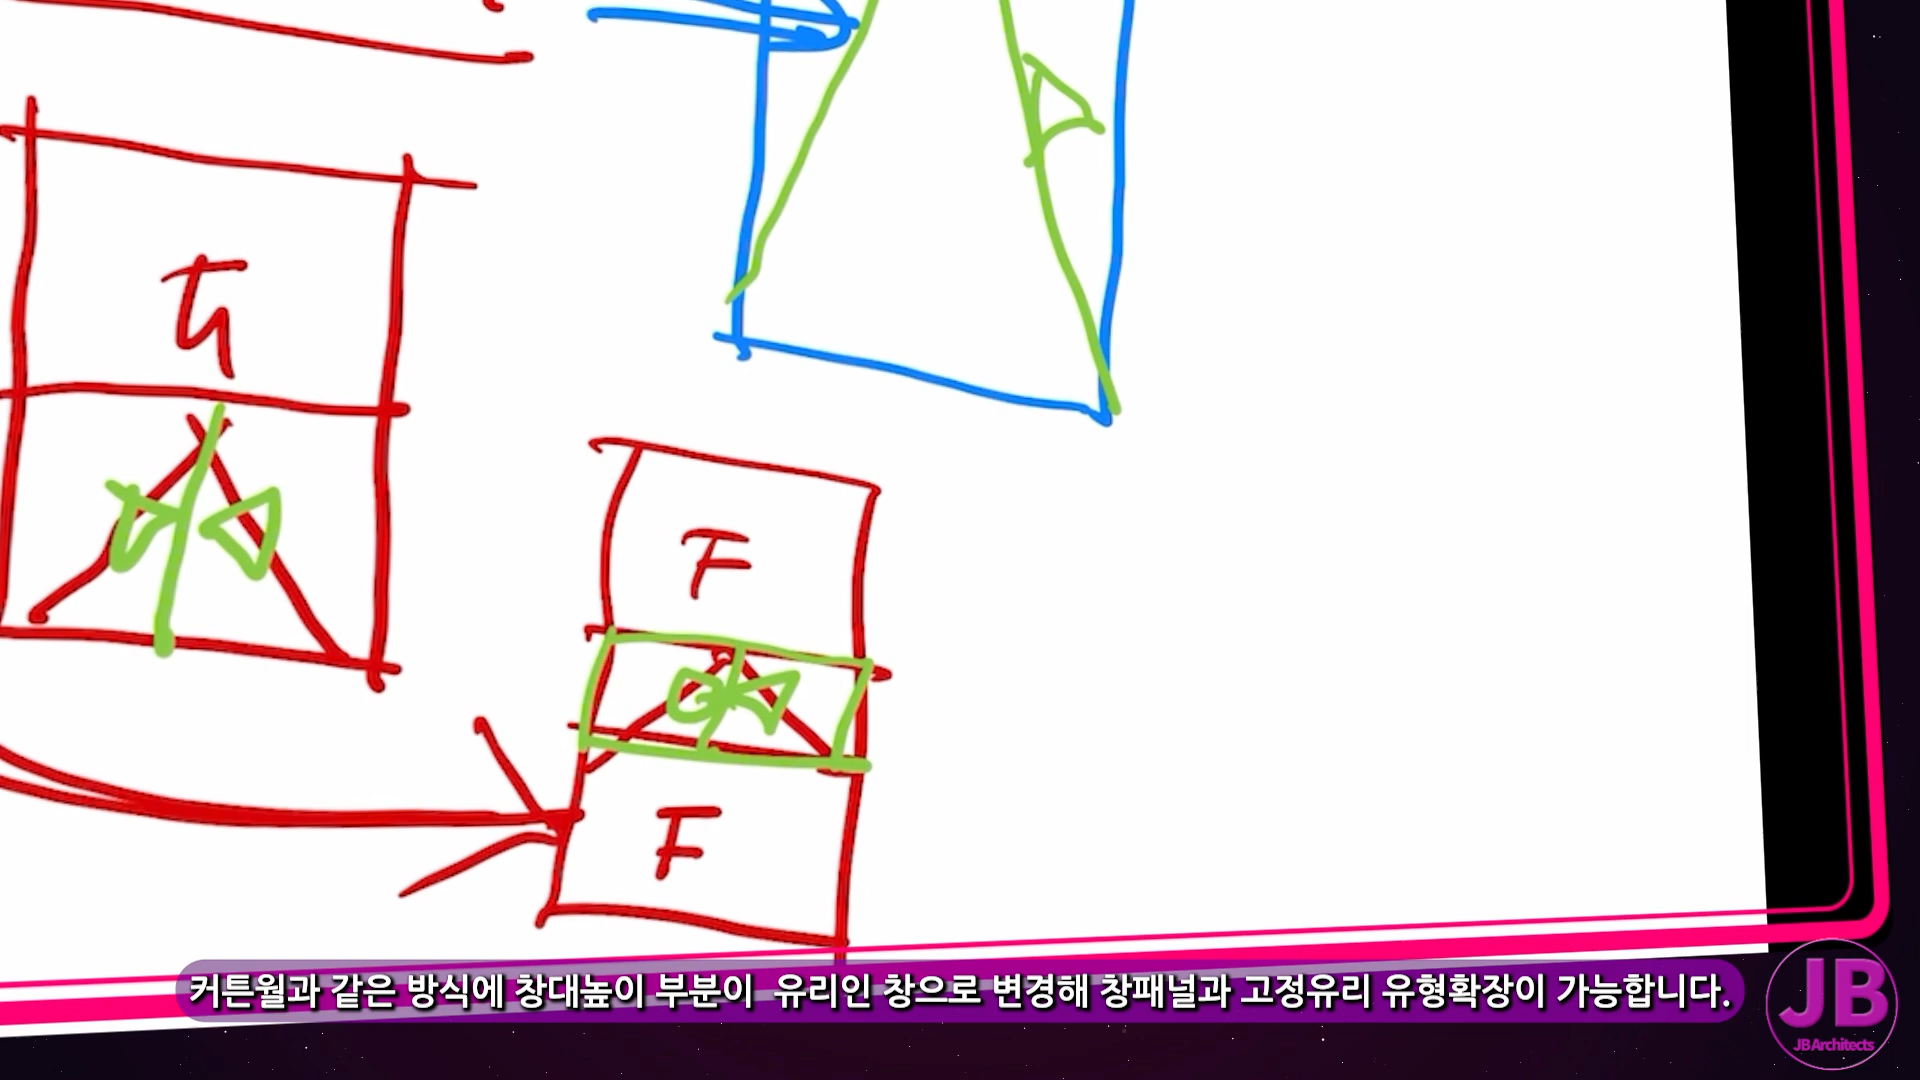 F
F
F
커튼월과 같은 방식에 창대높이 부분이 유리인 창으로 변경해 창패널과 고정유리 유형확장이 가능합니다.
JB
JB Architects